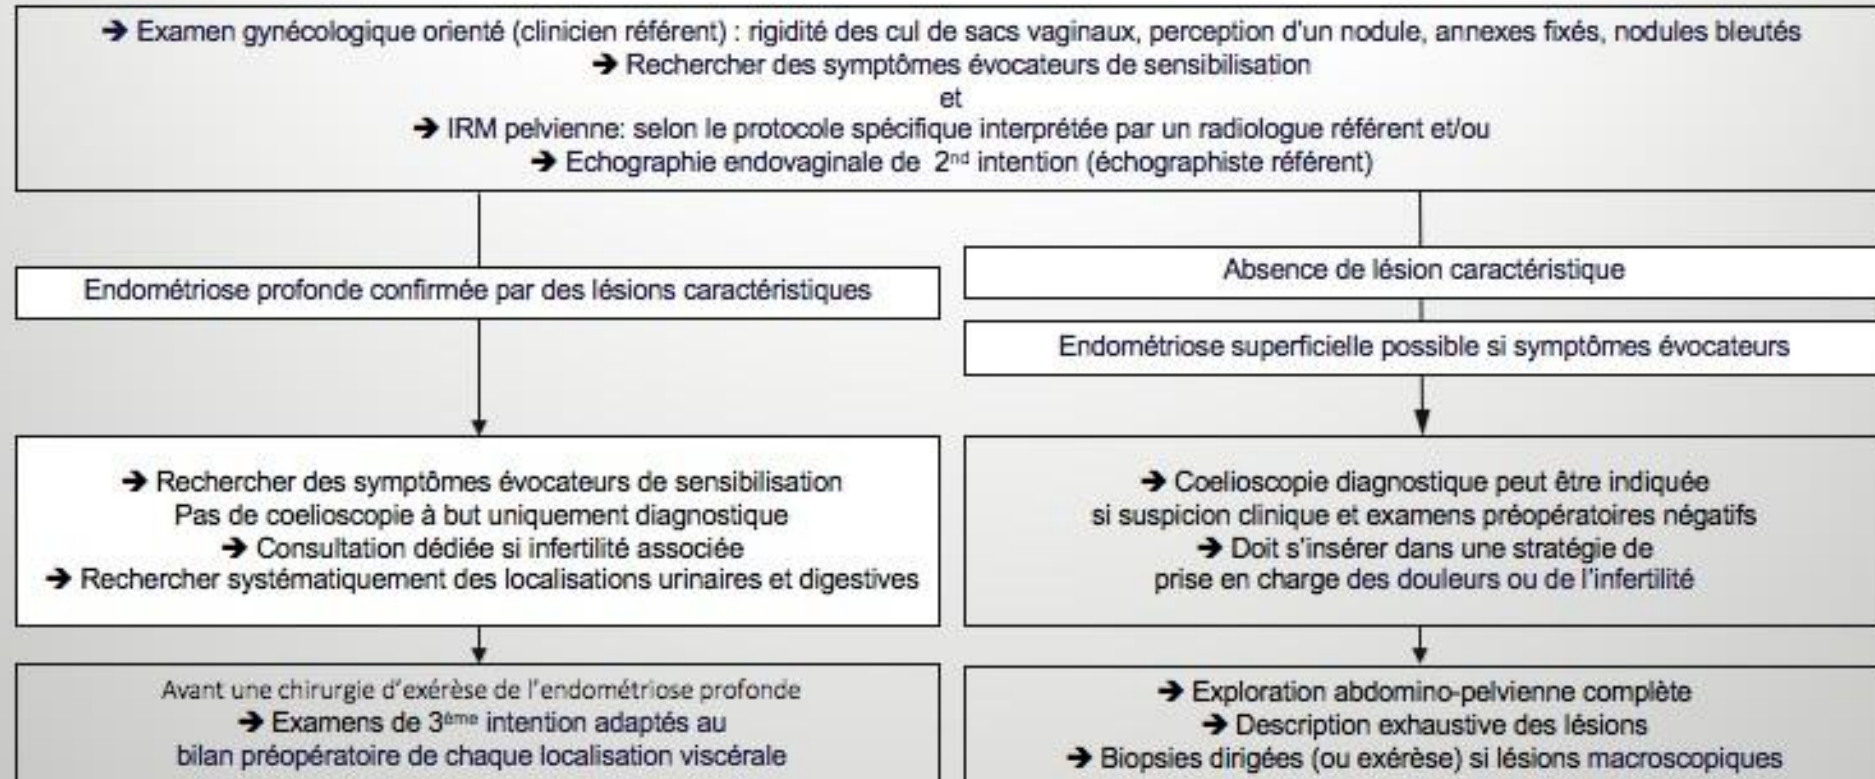 ➔ Examen gynécologique orienté (clinicien référent) : rigidité des cul de sacs vaginaux, perception d'un nodule, annexes fixés, nodules bleutés
➔ Rechercher des symptômes évocateurs de sensibilisation
et
➔ IRM pelvienne: selon le protocole spécifique interprétée par un radiologue référent et/ou
➔ Echographie endovaginale de 2nd intention (échographiste référent)
Endométriose profonde confirmée par des lésions caractéristiques
➔ Rechercher des symptômes évocateurs de sensibilisation
Pas de coelioscopie à but uniquement diagnostique
➔ Consultation dédiée si infertilité associée
➔ Rechercher systématiquement des localisations urinaires et digestives
Avant une chirurgie d'exérèse de l'endométriose profonde
➔ Examens de 3ème intention adaptés au
bilan préopératoire de chaque localisation viscérale
Absence de lésion caractéristique
Endométriose superficielle possible si symptômes évocateurs
➔ Coelioscopie diagnostique peut être indiquée
si suspicion clinique et examens préopératoires négatifs
➔ Doit s'insérer dans une stratégie de
prise en charge des douleurs ou de l'infertilité
➔ Exploration abdomino-pelvienne complète
➔ Description exhaustive des lésions
➔ Biopsies dirigées (ou exérèse) si lésions macroscopiques